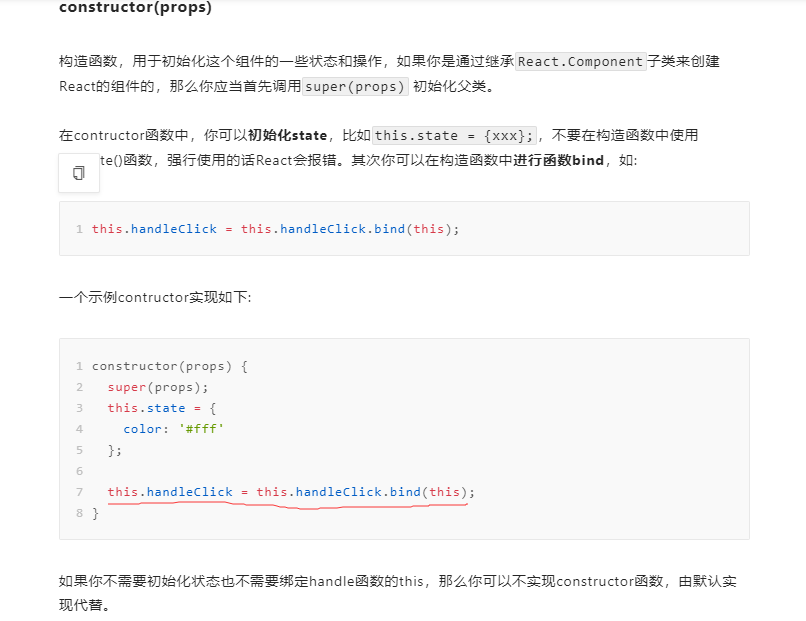 constructor(props)
构造函数，用于初始化这个组件的一些状态和操作，如果你是通过继承React.Component子类来创建
React的组件的，那么你应当首先调用super(props) 初始化父类。
在contructor函数中，你可以初始化state，比如this.state = {xxx};，不要在构造函数中使用
te()函数，强行使用的话React会报错。其次你可以在构造函数中进行函数bind，如:
1 this.handleClick = this.handleClick.bind(this);
一个示例contructor实现如下:
1 constructor(props) {
2 super(props);
3 this.state = {
4 color: '#fff'
5 };
6
7 this.handleClick = this.handleClick.bind(this);
8 }
如果你不需要初始化状态也不需要绑定handle函数的this，那么你可以不实现constructor函数，由默认实
现代替。